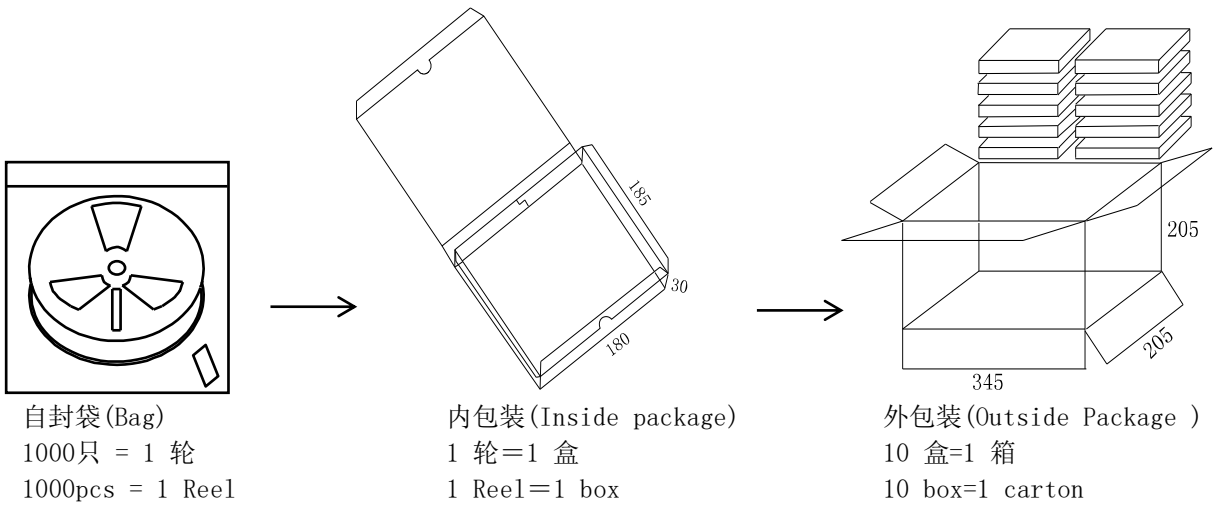 185
30
180
205
205
345
自封袋(Bag)
1000只 = 1 轮
1000pcs = 1 Reel
内包装(Inside package)
1 轮=1 盒
1 Reel=1 box
外包装(Outside Package )
10 盒=1 箱
10 box=1 carton